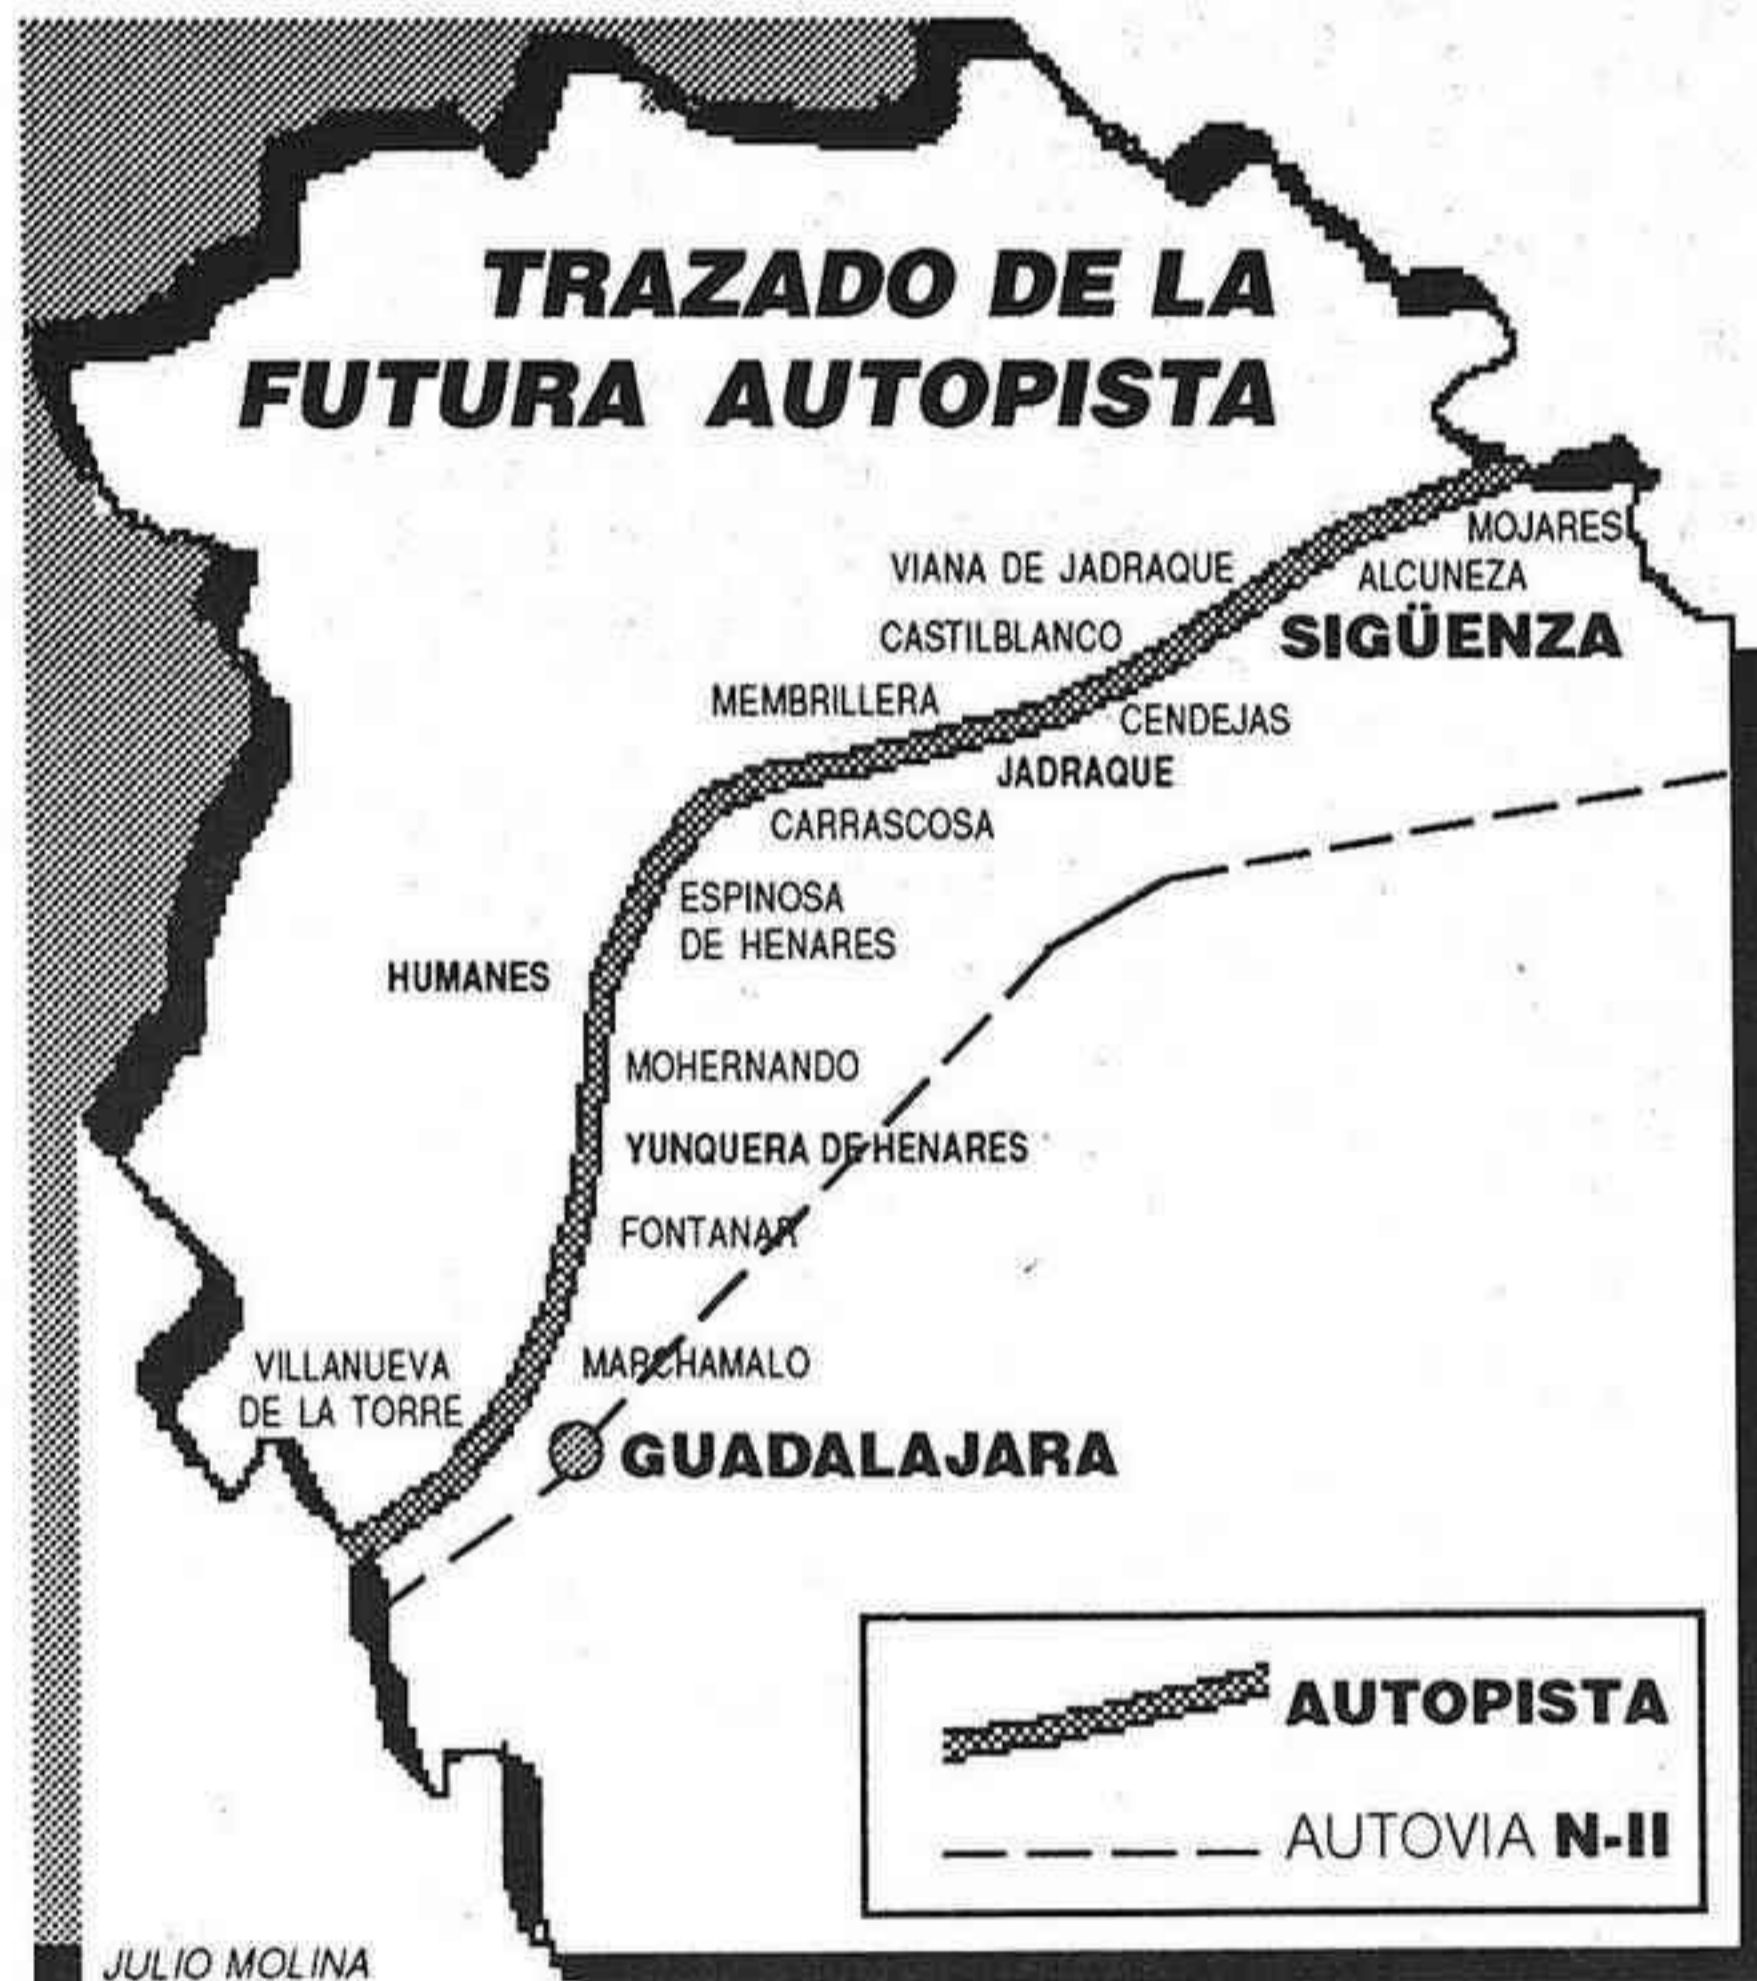 TRAZADO DE LA
FUTURA AUTOPISTA
MOJARES
VIANA DE JADRAQUE
ALCUNEZA
CASTILBLANCO
SIGÜENZA
MEMBRILLERA
CENDEJAS
JADRAQUE
CARRASCOSA
ESPINOSA
DE HENARES
HUMANES
MOHERNANDO
YUNQUERA DE HENARES
FONTANAR
VILLANUEVA
DE LA TORRE
MARCHAMALO
GUADALAJARA
AUTOPISTA
AUTOVIA N-II
JULIO MOLINA